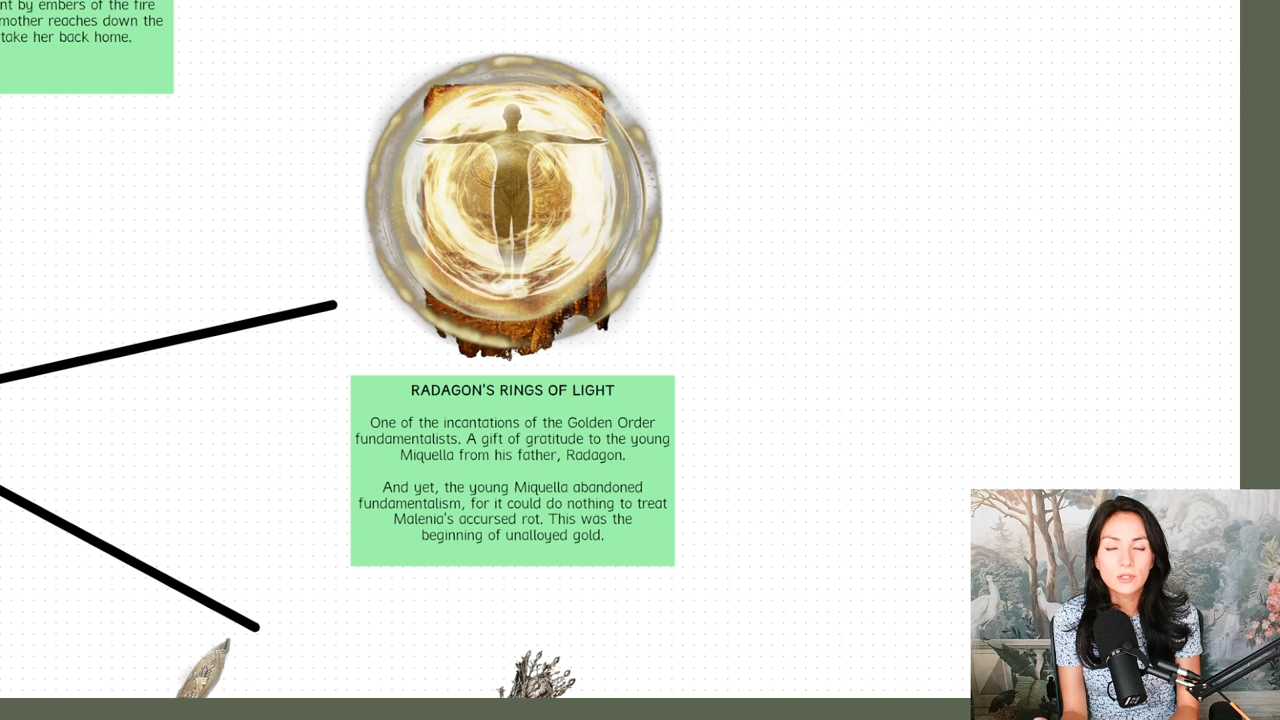 nt by embers of the fire
mother reaches down the
take her back home.
RADAGON'S RINGS OF LIGHT
One of the incantations of the Golden Order
fundamentalists. A gift of gratitude to the young
Miquella from his father, Radagon.
And yet, the young Miquella abandoned
fundamentalism, for it could do nothing to treat
Malenia's accursed rot. This was the
beginning of unalloyed gold.